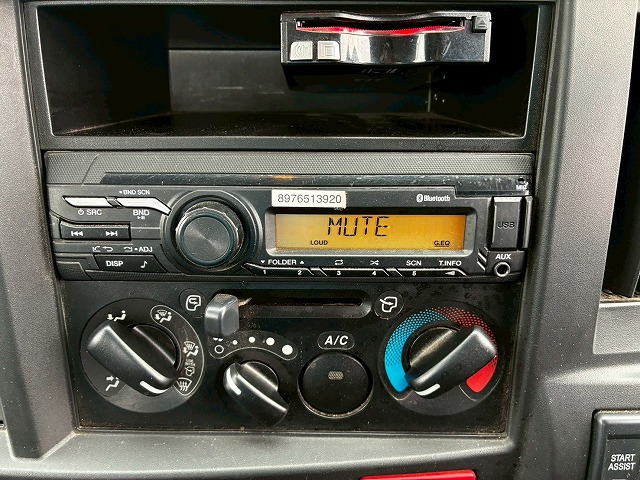 BND SCN
8976513920
Bluetooth
MIC
SRC
BND
MUTE
LOUD
G.EQ
USB
ADJ
DISP
FOLDER
SCN
T.INFO
AUX
1 2 3 4 5
A/C
START
ASSIST